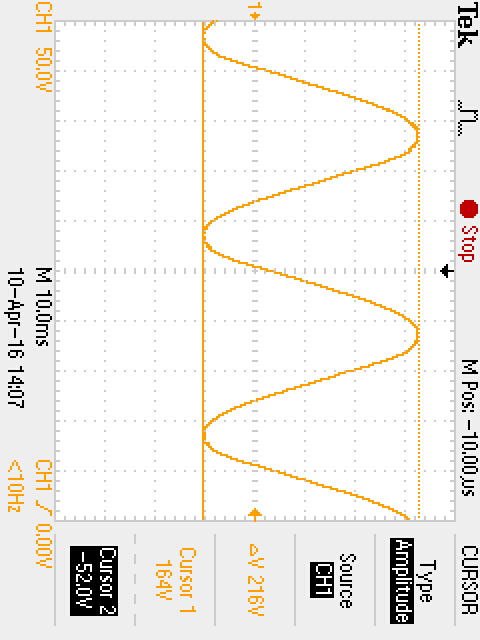 Tek Stop M Pos: -10.00µs CURSOR
Type
Amplitude
Source
CH1
ΔV 216V
Cursor 1
164V
Cursor 2
-52.0V
1
CH1 50.0V M 10.0ms CH1 / 0.00V
10-Apr-16 14:07 <10Hz